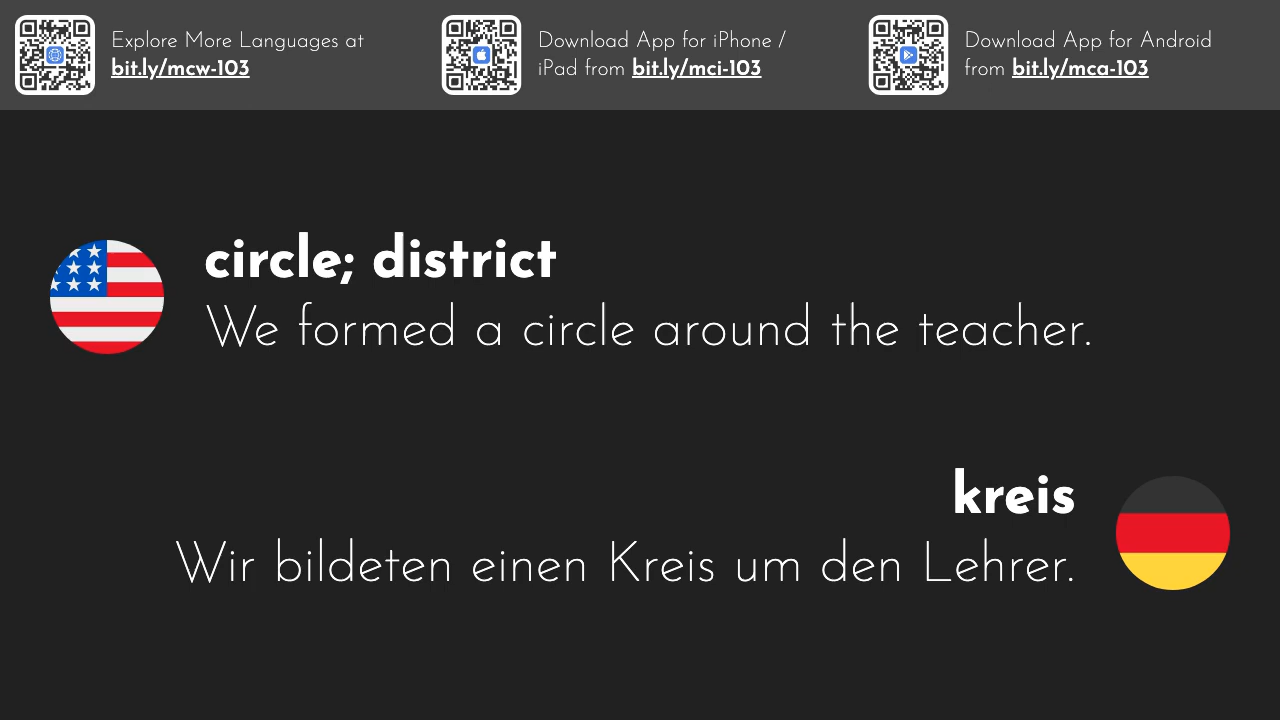 Explore More Languages at
bit.ly/mcw-103
Download App for iPhone /
iPad from bit.ly/mci-103
Download App for Android
from bit.ly/mca-103
circle; district
We formed a circle around the teacher.
kreis
Wir bildeten einen Kreis um den Lehrer.